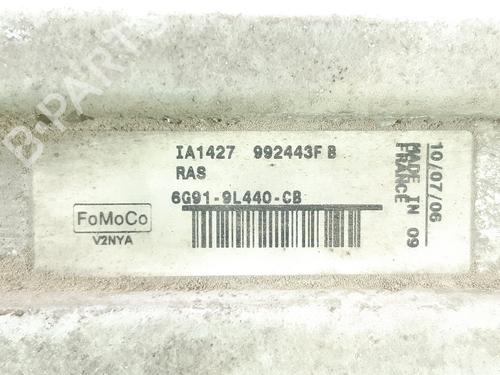 IA1427 992443F B
RAS
6G91-9L440-CB
FoMoCo
V2NYA
10/07/06
MADE IN 09
FRANCE
B-PARTS